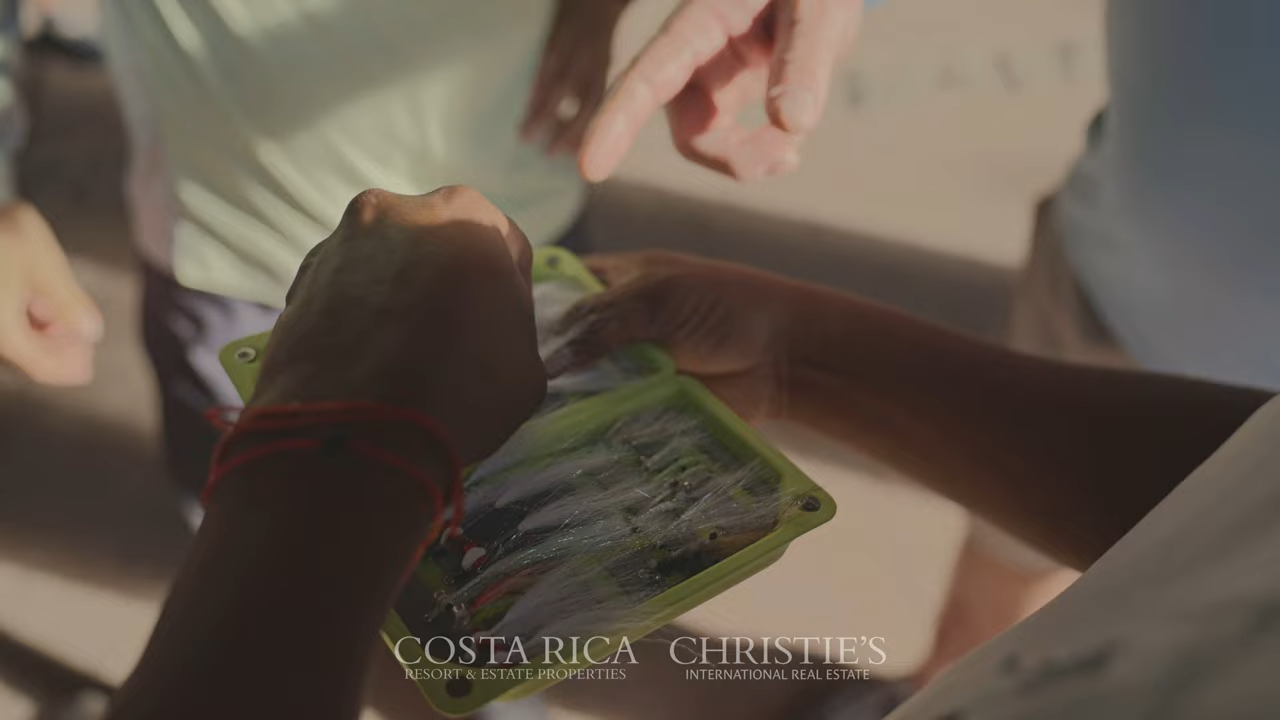 COSTA RICA CHRISTIE'S
RESORT & ESTATE PROPERTIES INTERNATIONAL REAL ESTATE